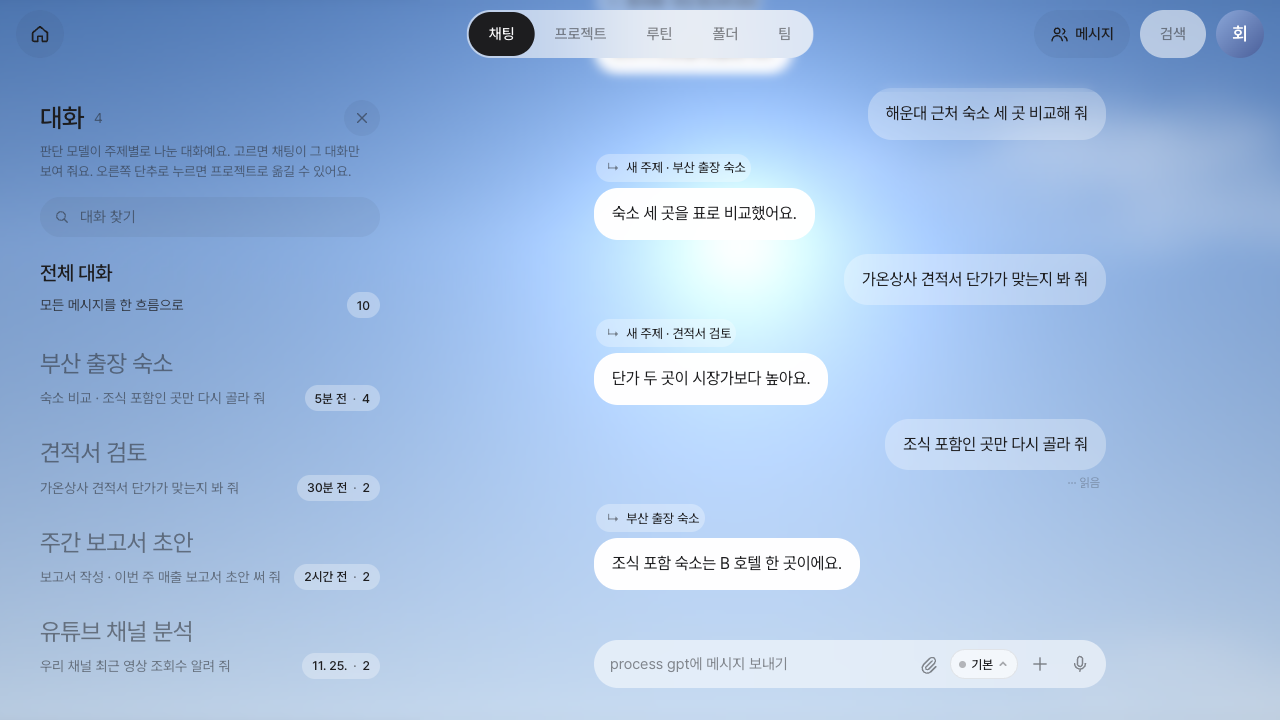 채팅
프로젝트
루틴
폴더
팀
메시지
검색
회
대화 4
판단 모델이 주제별로 나눈 대화예요. 고르면 채팅이 그 대화만
보여 줘요. 오른쪽 단추로 누르면 프로젝트로 옮길 수 있어요.
대화 찾기
전체 대화
모든 메시지를 한 흐름으로 10
부산 출장 숙소
숙소 비교 · 조식 포함인 곳만 다시 골라 줘 5분 전 · 4
견적서 검토
가온상사 견적서 단가가 맞는지 봐 줘 30분 전 · 2
주간 보고서 초안
보고서 작성 · 이번 주 매출 보고서 초안 써 줘 2시간 전 · 2
유튜브 채널 분석
우리 채널 최근 영상 조회수 알려 줘 11. 25. · 2
해운대 근처 숙소 세 곳 비교해 줘
새 주제 · 부산 출장 숙소
숙소 세 곳을 표로 비교했어요.
가온상사 견적서 단가가 맞는지 봐 줘
새 주제 · 견적서 검토
단가 두 곳이 시장가보다 높아요.
조식 포함인 곳만 다시 골라 줘
··· 읽음
부산 출장 숙소
조식 포함 숙소는 B 호텔 한 곳이에요.
process gpt에 메시지 보내기
기본